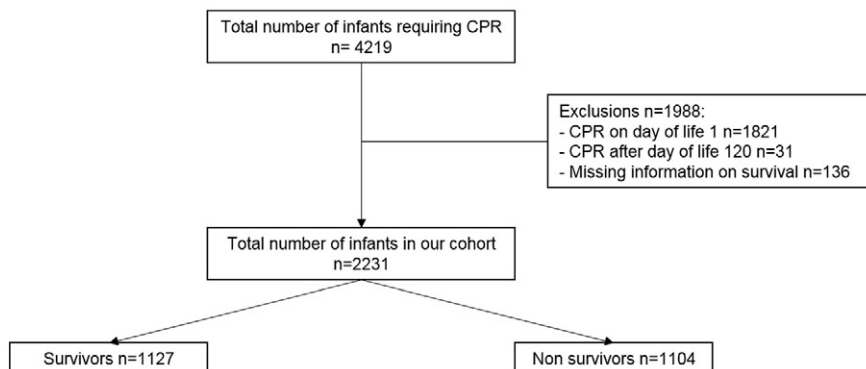 Total number of infants requiring CPR
n= 4219
Exclusions n=1988:
- CPR on day of life 1 n=1821
- CPR after day of life 120 n=31
- Missing information on survival n=136
Total number of infants in our cohort
n=2231
Survivors n=1127
Non survivors n=1104